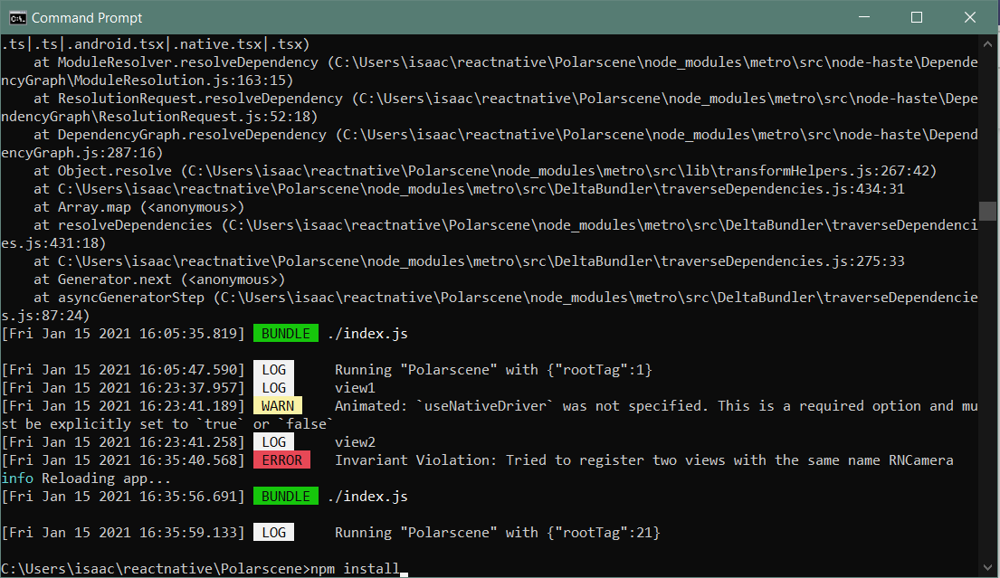 Command Prompt
.ts|.ts|.android.tsx|.native.tsx|.tsx)
    at ModuleResolver.resolveDependency (C:\Users\isaac\reactnative\Polarscene\node_modules\metro\src\node-haste\Depende
ncyGraph\ModuleResolution.js:163:15)
    at ResolutionRequest.resolveDependency (C:\Users\isaac\reactnative\Polarscene\node_modules\metro\src\node-haste\Depe
ndencyGraph\ResolutionRequest.js:52:18)
    at DependencyGraph.resolveDependency (C:\Users\isaac\reactnative\Polarscene\node_modules\metro\src\node-haste\Depend
encyGraph.js:287:16)
    at Object.resolve (C:\Users\isaac\reactnative\Polarscene\node_modules\metro\src\lib\transformHelpers.js:267:42)
    at C:\Users\isaac\reactnative\Polarscene\node_modules\metro\src\DeltaBundler\traverseDependencies.js:434:31
    at Array.map (<anonymous>)
    at resolveDependencies (C:\Users\isaac\reactnative\Polarscene\node_modules\metro\src\DeltaBundler\traverseDependenci
es.js:431:18)
    at C:\Users\isaac\reactnative\Polarscene\node_modules\metro\src\DeltaBundler\traverseDependencies.js:275:33
    at Generator.next (<anonymous>)
    at asyncGeneratorStep (C:\Users\isaac\reactnative\Polarscene\node_modules\metro\src\DeltaBundler\traverseDependencie
s.js:87:24)
[Fri Jan 15 2021 16:05:35.819] BUNDLE ./index.js
[Fri Jan 15 2021 16:05:47.590] LOG Running "Polarscene" with {"rootTag":1}
[Fri Jan 15 2021 16:23:37.957] LOG view1
[Fri Jan 15 2021 16:23:41.189] WARN Animated: `useNativeDriver` was not specified. This is a required option and mu
st be explicitly set to `true` or `false`
[Fri Jan 15 2021 16:23:41.258] LOG view2
[Fri Jan 15 2021 16:35:40.568] ERROR Invariant Violation: Tried to register two views with the same name RNCamera
info Reloading app...
[Fri Jan 15 2021 16:35:56.691] BUNDLE ./index.js
[Fri Jan 15 2021 16:35:59.133] LOG Running "Polarscene" with {"rootTag":21}
C:\Users\isaac\reactnative\Polarscene>npm install